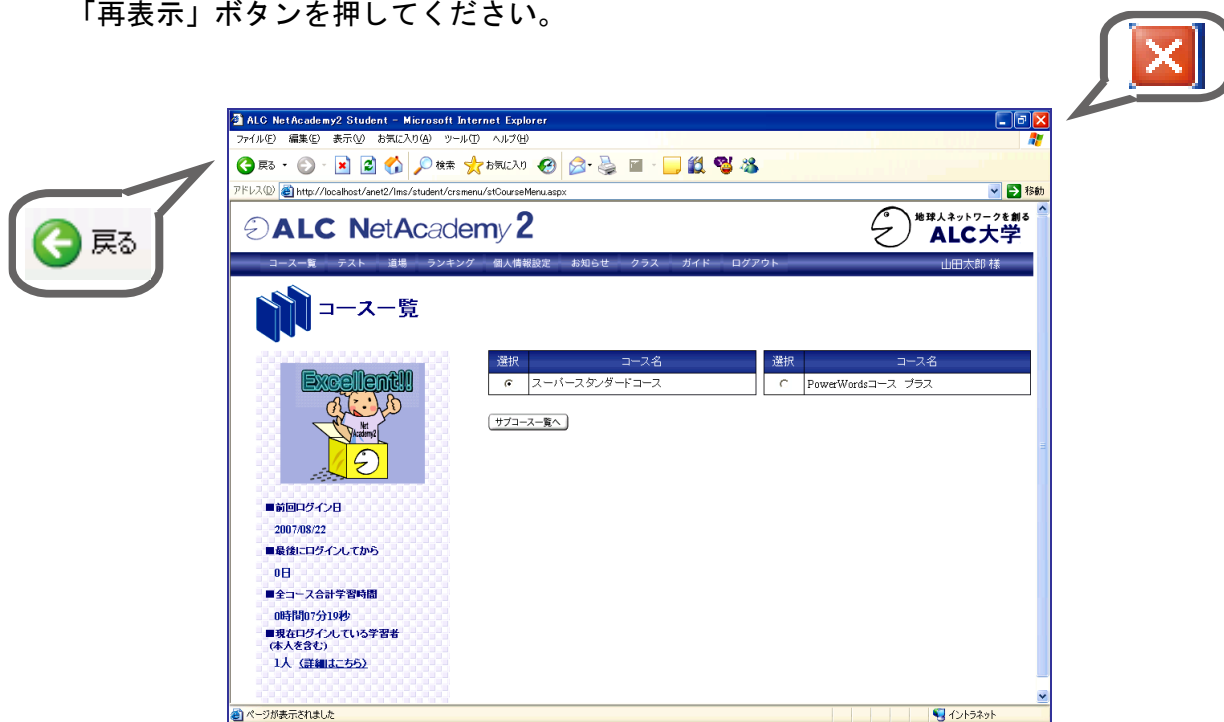 「再表示」ボタンを押してください。
ALC NetAcademy2 Student - Microsoft Internet Explorer
ファイル(F) 編集(E) 表示(V) お気に入り(A) ツール(T) ヘルプ(H)
戻る 検索 お気に入り
アドレス(D) http://localhost/anet2/lms/student/crsmenu/stCourseMenu.aspx 移動
戻る
ALC NetAcademy 2
地球人ネットワークを創る
ALC大学
コース一覧 テスト 道場 ランキング 個人情報設定 お知らせ クラス ガイド ログアウト 山田太郎 様
コース一覧
選択 コース名 選択 コース名
スーパースタンダードコース PowerWordsコース プラス
サブコース一覧へ
Excellent!!
Net
Academy2
■前回ログイン日
2007/08/22
■最後にログインしてから
0日
■全コース合計学習時間
0時間07分19秒
■現在ログインしている学習者
(本人を含む)
1人 (詳細はこちら)
ページが表示されました イントラネット